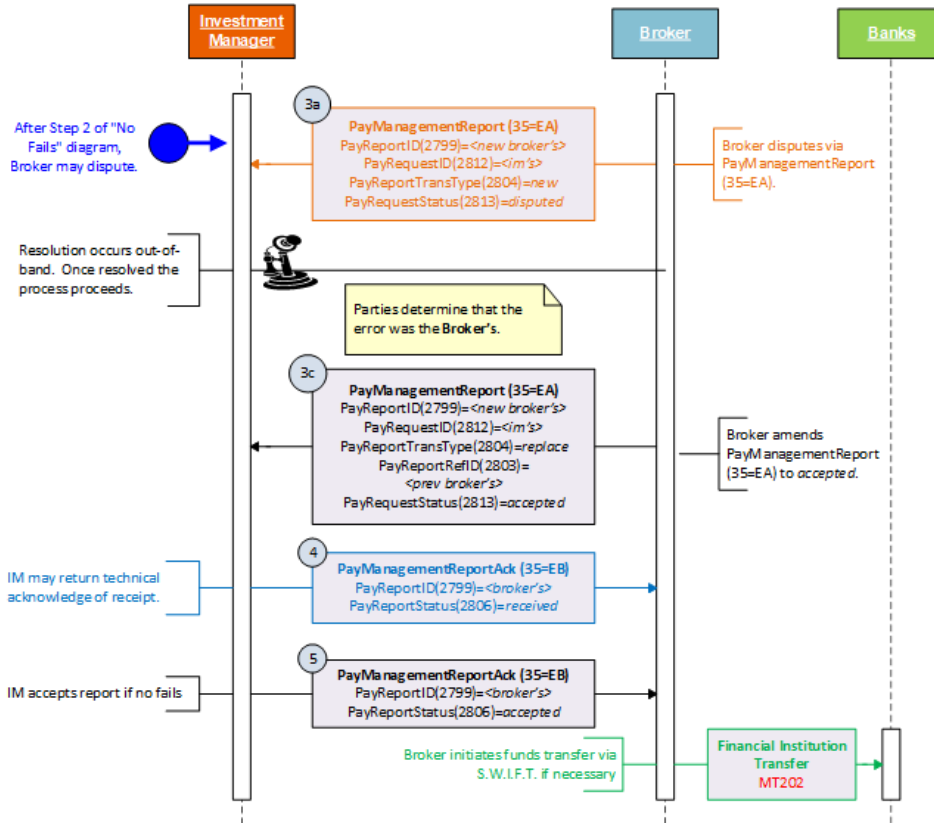 Investment
Manager
Broker
Banks
After Step 2 of "No
Fails" diagram,
Broker may dispute.
3a
PayManagementReport (35=EA)
PayReportID(2799)=<new broker's>
PayRequestID(2812)=<im's>
PayReportTransType(2804)=new
PayRequestStatus(2813)=disputed
Broker disputes via
PayManagementReport
(35=EA).
Resolution occurs out-of-
band. Once resolved the
process proceeds.
Parties determine that the
error was the Broker's.
3c
PayManagementReport (35=EA)
PayReportID(2799)=<new broker's>
PayRequestID(2812)=<im's>
PayReportTransType(2804)=replace
PayReportRefID(2803)=
<prev broker's>
PayRequestStatus(2813)=accepted
Broker amends
PayManagementReport
(35=EA) to accepted.
IM may return technical
acknowledge of receipt.
4
PayManagementReportAck (35=EB)
PayReportID(2799)=<broker's>
PayReportStatus(2806)=received
IM accepts report if no fails
5
PayManagementReportAck (35=EB)
PayReportID(2799)=<broker's>
PayReportStatus(2806)=accepted
Broker initiates funds transfer via
S.W.I.F.T. if necessary
Financial Institution
Transfer
MT202